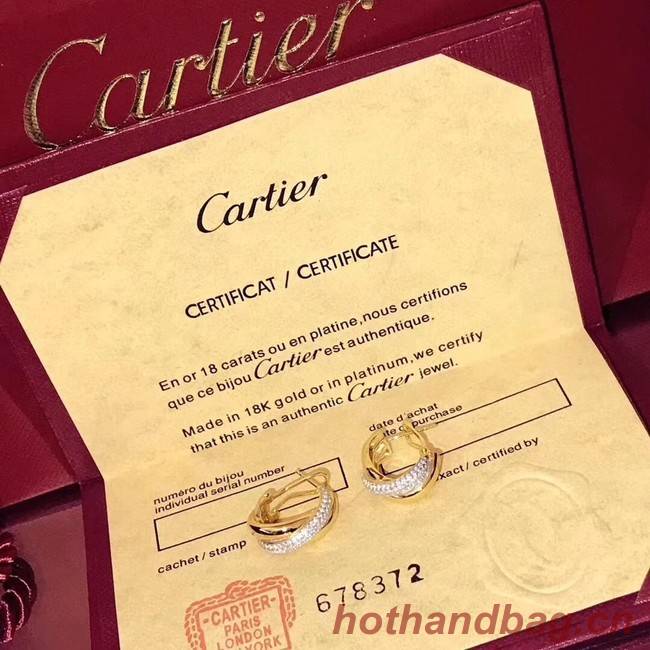 Cartier
Cartier
CERTIFICAT / CERTIFICATE
En or 18 carats ou en platine,nous certifions
que ce bijou Cartier est authentique.
Made in 18K gold or in platinum,we certify
that this is an authentic Cartier jewel.
date d'achat
te of purchase
numéro du bijou
individual serial number
exact / certified by
cachet / stamp
678372
CARTIER
PARIS
LONDON
YORK
hothandbag.cn